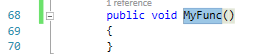 1 reference
68 public void MyFunc()
69 {
70 }